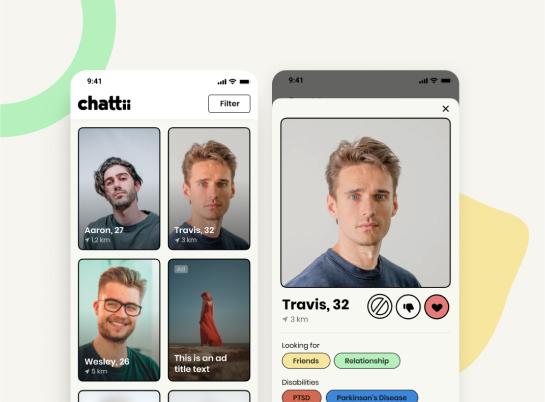 9:41
chattii
Filter
Aaron, 27
1,2 km
Travis, 32
3 km
Wesley, 26
5 km
Ad
This is an ad
title text
9:41
Travis, 32
3 km
Looking for
Friends
Relationship
Disabilities
PTSD
Parkinson's Disease